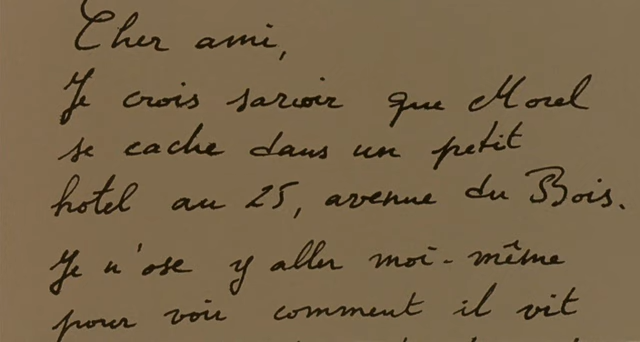 Cher ami,
Je crois savoir que Morel
se cache dans un petit
hotel au 25, avenue du Bois.
Je n'ose y aller moi-même
pour voir comment il vit